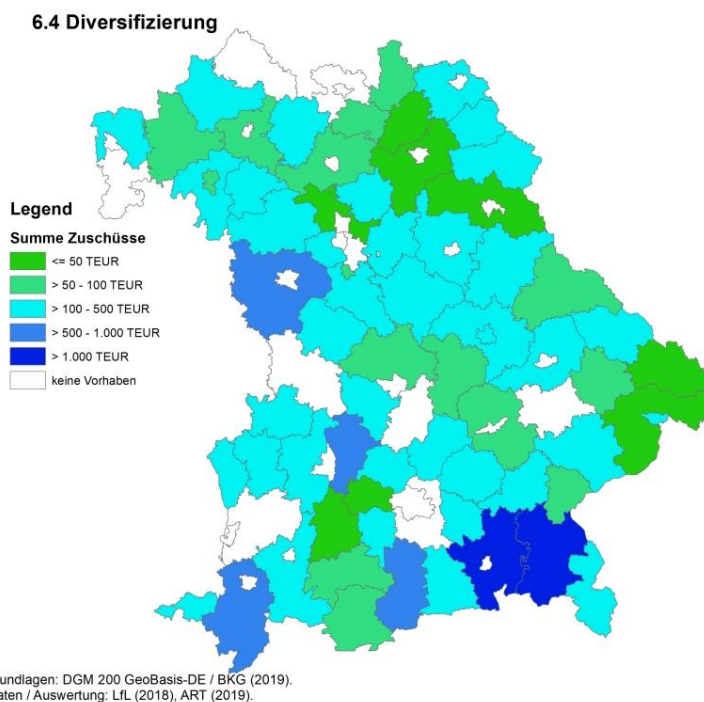 6.4 Diversifizierung
Legend
Summe Zuschüsse
<= 50 TEUR
> 50 - 100 TEUR
> 100 - 500 TEUR
> 500 - 1.000 TEUR
> 1.000 TEUR
keine Vorhaben
undlagen: DGM 200 GeoBasis-DE / BKG (2019).
aten / Auswertung: LfL (2018), ART (2019).